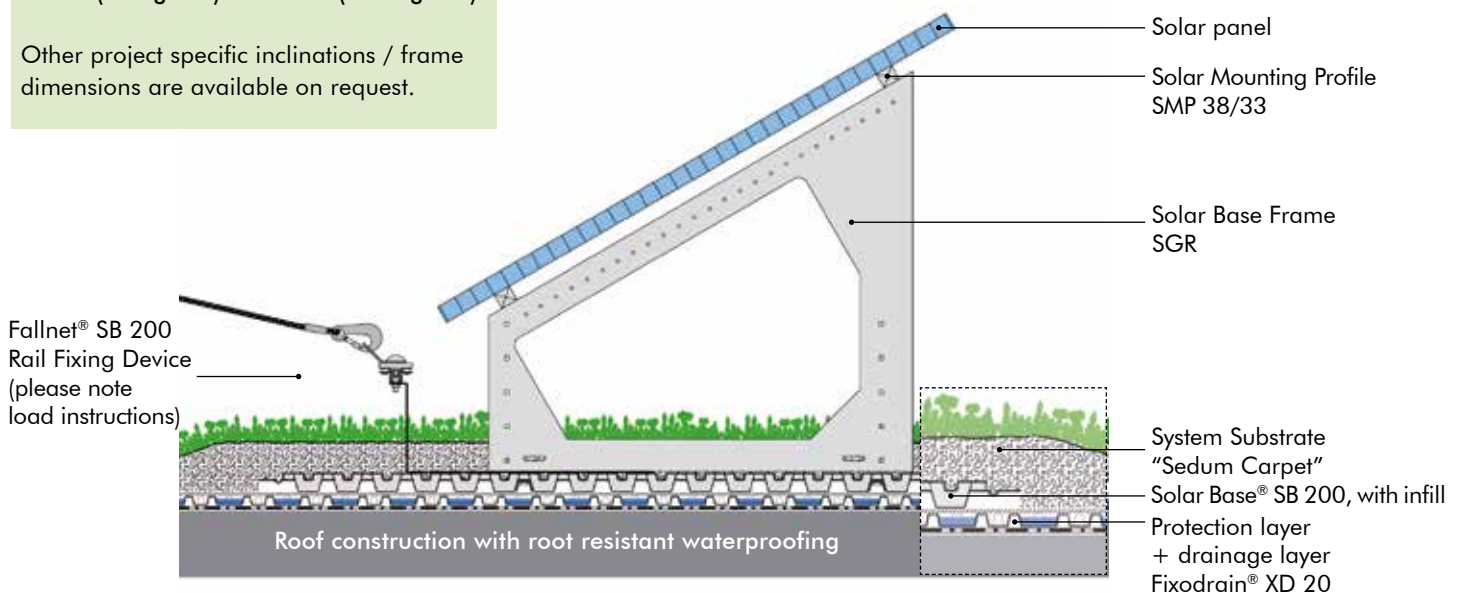 Other project specific inclinations / frame
dimensions are available on request.
Solar panel
Solar Mounting Profile
SMP 38/33
Solar Base Frame
SGR
Fallnet® SB 200
Rail Fixing Device
(please note
load instructions)
System Substrate
“Sedum Carpet”
Solar Base® SB 200, with infill
Protection layer
+ drainage layer
Fixodrain® XD 20
Roof construction with root resistant waterproofing